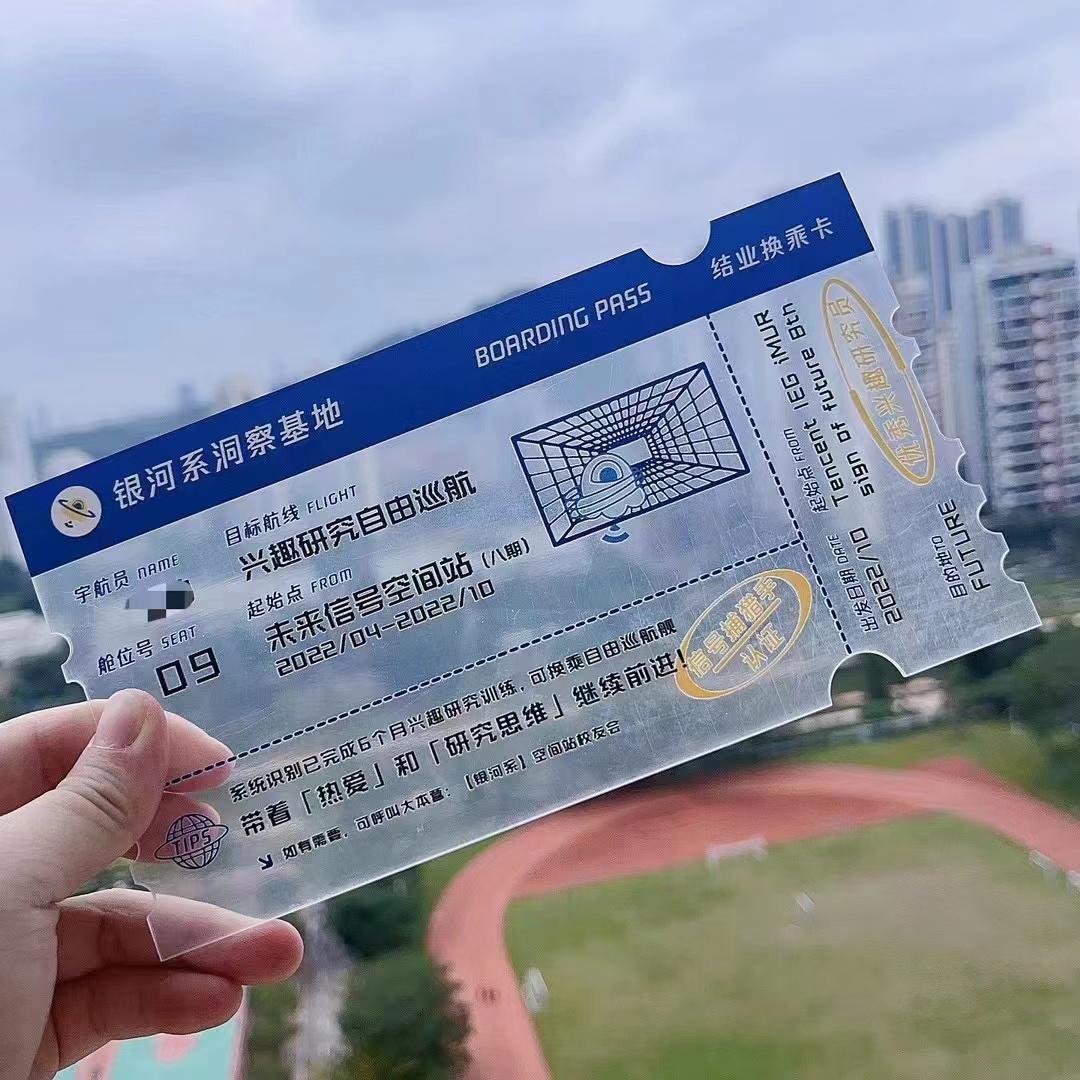 银河系洞察基地
BOARDING PASS
结业换乘卡
宇航员 NAME
舱位号 SEAT
09
目标航线 FLIGHT
兴趣研究自由巡航
起始点 FROM
未来信号空间站(八期)
2022/04-2022/10
系统识别已完成6个月兴趣研究训练,可换乘自由巡航舰
带着「热爱」和「研究思维」继续前进!
如有需要,可呼叫大本营:【银河系】空间站校友会
TIPS
信号捕猎手
认证
起始点 FROM
Tencent IEG iMUR
sign of future 8th
优秀兴趣研究员
出发日期 DATE
2022/10
目的地 TO
FUTURE